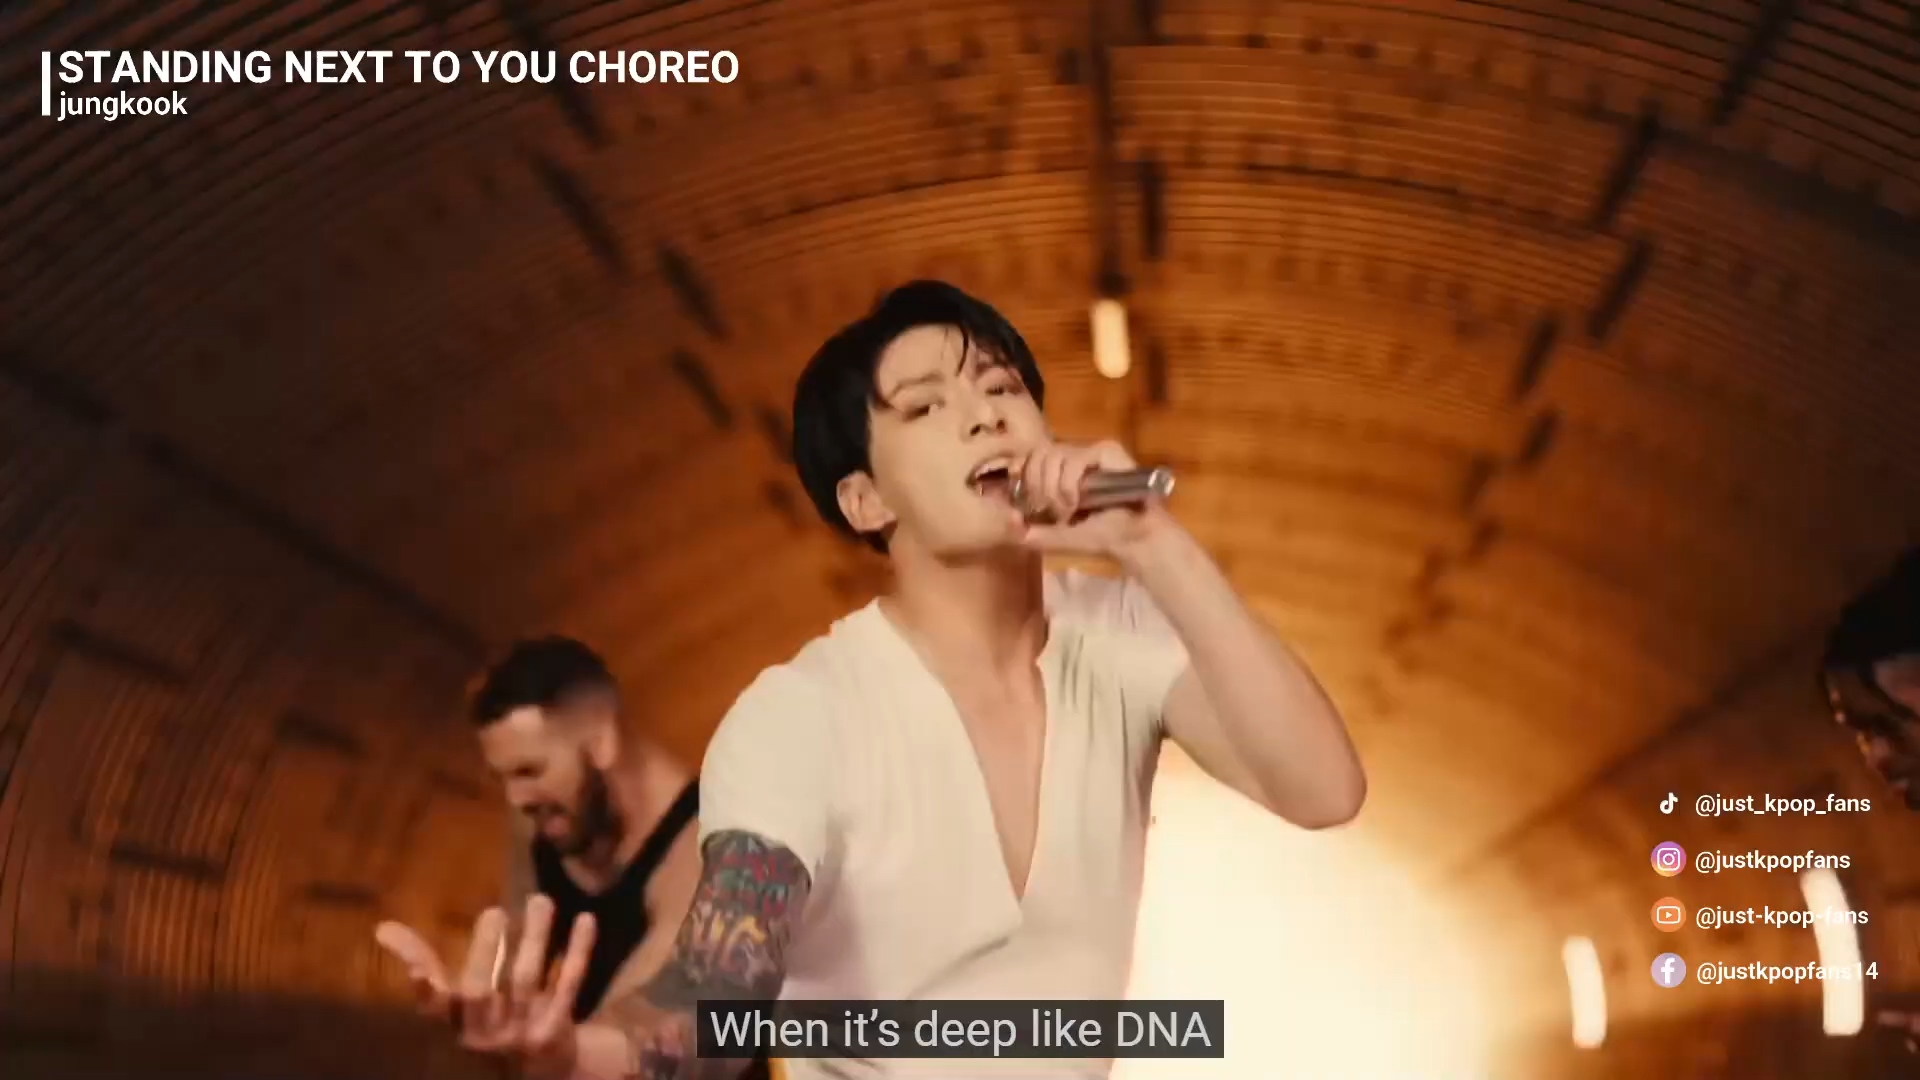 STANDING NEXT TO YOU CHOREO
jungkook
@just_kpop_fans
@justkpopfans
@just-kpop-fans
@justkpopfans14
When it's deep like DNA